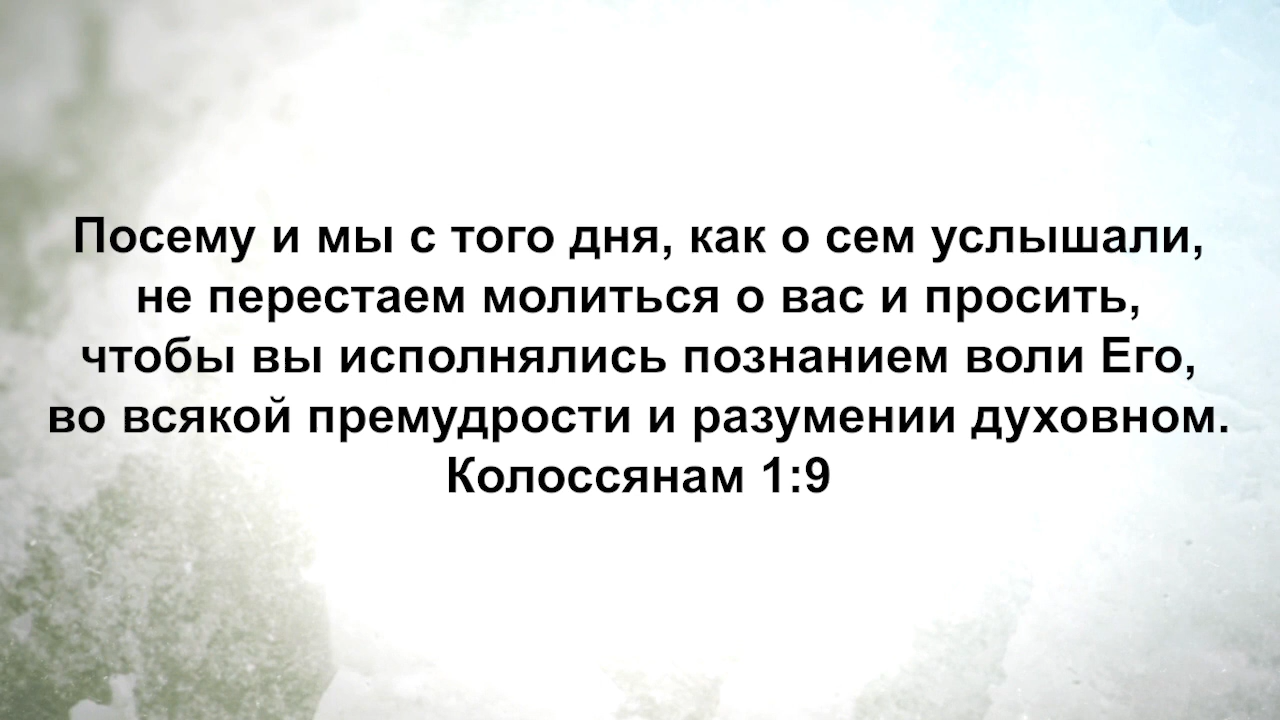 Посему и мы с того дня, как о сем услышали,
не перестаем молиться о вас и просить,
чтобы вы исполнялись познанием воли Его,
во всякой премудрости и разумении духовном.
Колоссянам 1:9